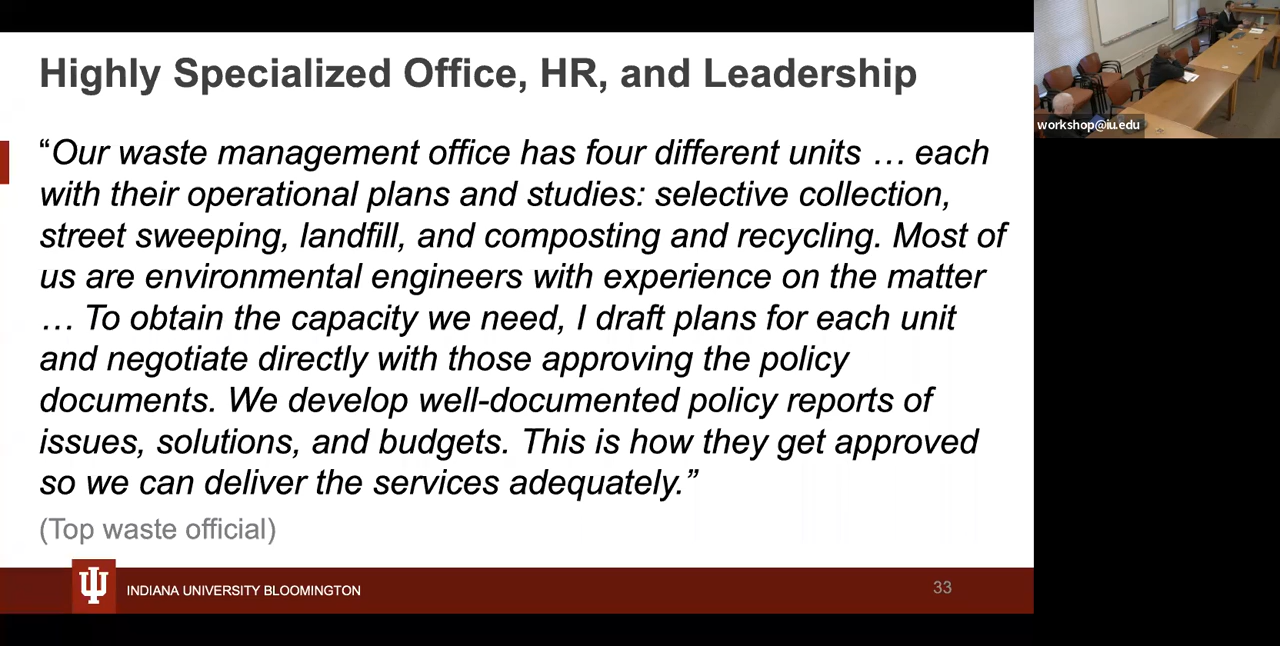 Highly Specialized Office, HR, and Leadership
“Our waste management office has four different units … each
with their operational plans and studies: selective collection,
street sweeping, landfill, and composting and recycling. Most of
us are environmental engineers with experience on the matter
… To obtain the capacity we need, I draft plans for each unit
and negotiate directly with those approving the policy
documents. We develop well-documented policy reports of
issues, solutions, and budgets. This is how they get approved
so we can deliver the services adequately.”
(Top waste official)
INDIANA UNIVERSITY BLOOMINGTON
33
workshop@iu.edu